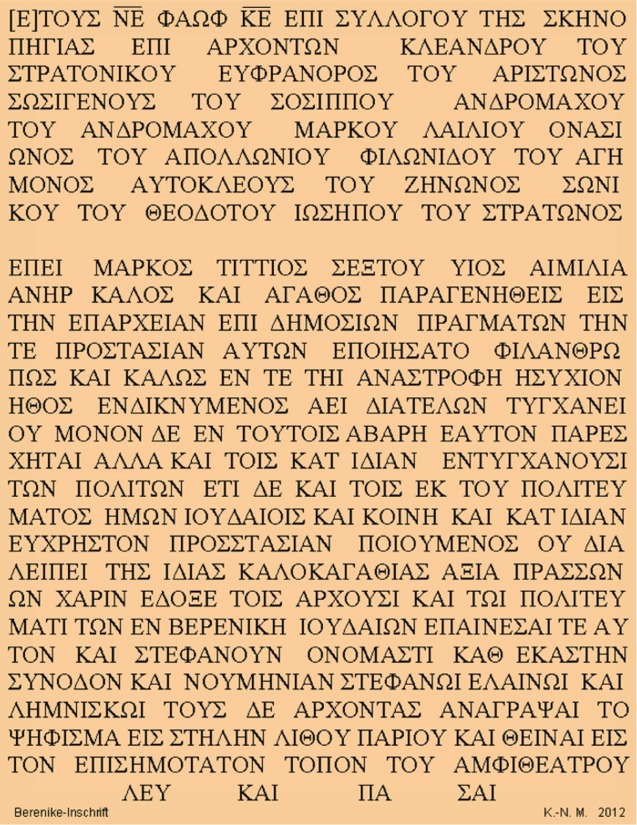 [Ε]ΤΟΥΣ Ν̅Ε̅ ΦΑΩΦ Κ̅Ε̅ ΕΠΙ ΣΥΛΛΟΓΟΥ ΤΗΣ ΣΚΗΝΟ
ΠΗΓΙΑΣ ΕΠΙ ΑΡΧΟΝΤΩΝ ΚΛΕΑΝΔΡΟΥ ΤΟΥ
ΣΤΡΑΤΟΝΙΚΟΥ ΕΥΦΡΑΝΟΡΟΣ ΤΟΥ ΑΡΙΣΤΩΝΟΣ
ΣΩΣΙΓΕΝΟΥΣ ΤΟΥ ΣΟΣΙΠΠΟΥ ΑΝΔΡΟΜΑΧΟΥ
ΤΟΥ ΑΝΔΡΟΜΑΧΟΥ ΜΑΡΚΟΥ ΛΑΙΛΙΟΥ ΟΝΑΣΙ
ΩΝΟΣ ΤΟΥ ΑΠΟΛΛΩΝΙΟΥ ΦΙΛΩΝΙΔΟΥ ΤΟΥ ΑΓΗ
ΜΟΝΟΣ ΑΥΤΟΚΛΕΟΥΣ ΤΟΥ ΖΗΝΩΝΟΣ ΣΩΝΙ
ΚΟΥ ΤΟΥ ΘΕΟΔΟΤΟΥ ΙΩΣΗΠΟΥ ΤΟΥ ΣΤΡΑΤΩΝΟΣ
ΕΠΕΙ ΜΑΡΚΟΣ ΤΙΤΤΙΟΣ ΣΕΞΤΟΥ ΥΙΟΣ ΑΙΜΙΛΙΑ
ΑΝΗΡ ΚΑΛΟΣ ΚΑΙ ΑΓΑΘΟΣ ΠΑΡΑΓΕΝΗΘΕΙΣ ΕΙΣ
ΤΗΝ ΕΠΑΡΧΕΙΑΝ ΕΠΙ ΔΗΜΟΣΙΩΝ ΠΡΑΓΜΑΤΩΝ ΤΗΝ
ΤΕ ΠΡΟΣΤΑΣΙΑΝ ΑΥΤΩΝ ΕΠΟΙΗΣΑΤΟ ΦΙΛΑΝΘΡΩ
ΠΩΣ ΚΑΙ ΚΑΛΩΣ ΕΝ ΤΕ ΤΗΙ ΑΝΑΣΤΡΟΦΗ ΗΣΥΧΙΟΝ
ΗΘΟΣ ΕΝΔΙΚΝΥΜΕΝΟΣ ΑΕΙ ΔΙΑΤΕΛΩΝ ΤΥΓΧΑΝΕΙ
ΟΥ ΜΟΝΟΝ ΔΕ ΕΝ ΤΟΥΤΟΙΣ ΑΒΑΡΗ ΕΑΥΤΟΝ ΠΑΡΕΣ
ΧΗΤΑΙ ΑΛΛΑ ΚΑΙ ΤΟΙΣ ΚΑΤ ΙΔΙΑΝ ΕΝΤΥΓΧΑΝΟΥΣΙ
ΤΩΝ ΠΟΛΙΤΩΝ ΕΤΙ ΔΕ ΚΑΙ ΤΟΙΣ ΕΚ ΤΟΥ ΠΟΛΙΤΕΥ
ΜΑΤΟΣ ΗΜΩΝ ΙΟΥΔΑΙΟΙΣ ΚΑΙ ΚΟΙΝΗ ΚΑΙ ΚΑΤ ΙΔΙΑΝ
ΕΥΧΡΗΣΤΟΝ ΠΡΟΣΣΤΑΣΙΑΝ ΠΟΙΟΥΜΕΝΟΣ ΟΥ ΔΙΑ
ΛΕΙΠΕΙ ΤΗΣ ΙΔΙΑΣ ΚΑΛΟΚΑΓΑΘΙΑΣ ΑΞΙΑ ΠΡΑΣΣΩΝ
ΩΝ ΧΑΡΙΝ ΕΔΟΞΕ ΤΟΙΣ ΑΡΧΟΥΣΙ ΚΑΙ ΤΩΙ ΠΟΛΙΤΕΥ
ΜΑΤΙ ΤΩΝ ΕΝ ΒΕΡΕΝΙΚΗ ΙΟΥΔΑΙΩΝ ΕΠΑΙΝΕΣΑΙ ΤΕ ΑΥ
ΤΟΝ ΚΑΙ ΣΤΕΦΑΝΟΥΝ ΟΝΟΜΑΣΤΙ ΚΑΘ ΕΚΑΣΤΗΝ
ΣΥΝΟΔΟΝ ΚΑΙ ΝΟΥΜΗΝΙΑΝ ΣΤΕΦΑΝΩΙ ΕΛΑΙΝΩΙ ΚΑΙ
ΛΗΜΝΙΣΚΩΙ ΤΟΥΣ ΔΕ ΑΡΧΟΝΤΑΣ ΑΝΑΓΡΑΨΑΙ ΤΟ
ΨΗΦΙΣΜΑ ΕΙΣ ΣΤΗΛΗΝ ΛΙΘΟΥ ΠΑΡΙΟΥ ΚΑΙ ΘΕΙΝΑΙ ΕΙΣ
ΤΟΝ ΕΠΙΣΗΜΟΤΑΤΟΝ ΤΟΠΟΝ ΤΟΥ ΑΜΦΙΘΕΑΤΡΟΥ
ΛΕΥ ΚΑΙ ΠΑ ΣΑΙ
Berenike-Inschrift K.-N. M. 2012